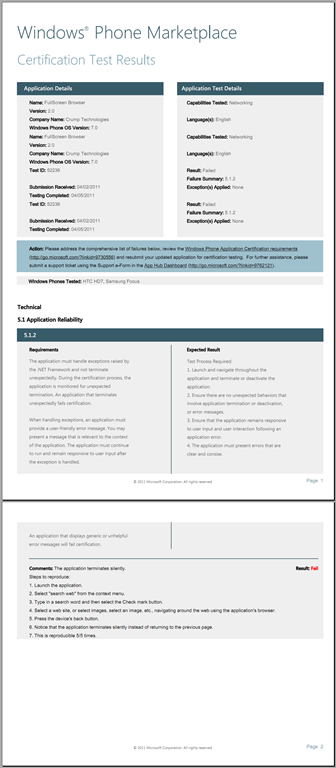 Windows® Phone Marketplace
Certification Test Results
Application Details
Name: FullScreen Browser
Version: 2.0
Company Name: Crump Technologies
Windows Phone OS Version: 7.0
Name: FullScreen Browser
Version: 2.0
Company Name: Crump Technologies
Windows Phone OS Version: 7.0
Test ID: 52236
Submission Received: 04/02/2011
Testing Completed: 04/05/2011
Test ID: 52236
Submission Received: 04/02/2011
Testing Completed: 04/05/2011
Application Test Details
Capabilities Tested: Networking
Language(s): English
Capabilities Tested: Networking
Language(s): English
Result: Failed
Failure Summary: 5.1.2
Exception(s) Applied: None
Result: Failed
Failure Summary: 5.1.2
Exception(s) Applied: None
Action: Please address the comprehensive list of failures below, review the Windows Phone Application Certification requirements
(http://go.microsoft.com/?linkid=9730556) and resubmit your updated application for certification testing. For further assistance, please
submit a support ticket using the Support e-Form in the App Hub Dashboard (http://go.microsoft.com/?linkid=9762121).
Windows Phones Tested: HTC HD7, Samsung Focus
Technical
5.1 Application Reliability
5.1.2
Requirements
The application must handle exceptions raised by
the .NET Framework and not terminate
unexpectedly. During the certification process, the
application is monitored for unexpected
termination. An application that terminates
unexpectedly fails certification.
When handling exceptions, an application must
provide a user-friendly error message. You may
present a message that is relevant to the context
of the application. The application must continue
to run and remain responsive to user input after
the exception is handled.
Expected Result
Test Process Required:
1. Launch and navigate throughout the
application and terminate or deactivate the
application.
2. Ensure there are no unexpected behaviors that
involve application termination or deactivation,
or error messages.
3. Ensure that the application remains responsive
to user input and user interaction following an
application error.
4. The application must present errors that are
clear and concise.
© 2011 Microsoft Corporation. All rights reserved
Page 1
An application that displays generic or unhelpful
error messages will fail certification.
Comments: The application terminates silently.
Result: Fail
Steps to reproduce:
1. Launch the application.
2. Select "search web" from the context menu.
3. Type in a search word and then select the Check mark button.
4. Select a web site, or select images, select an image, etc., navigating around the web using the application's browser.
5. Press the device's back button.
6. Notice that the application terminates silently instead of returning to the previous page.
7. This is reproducible 5/5 times.
© 2011 Microsoft Corporation. All rights reserved
Page 2